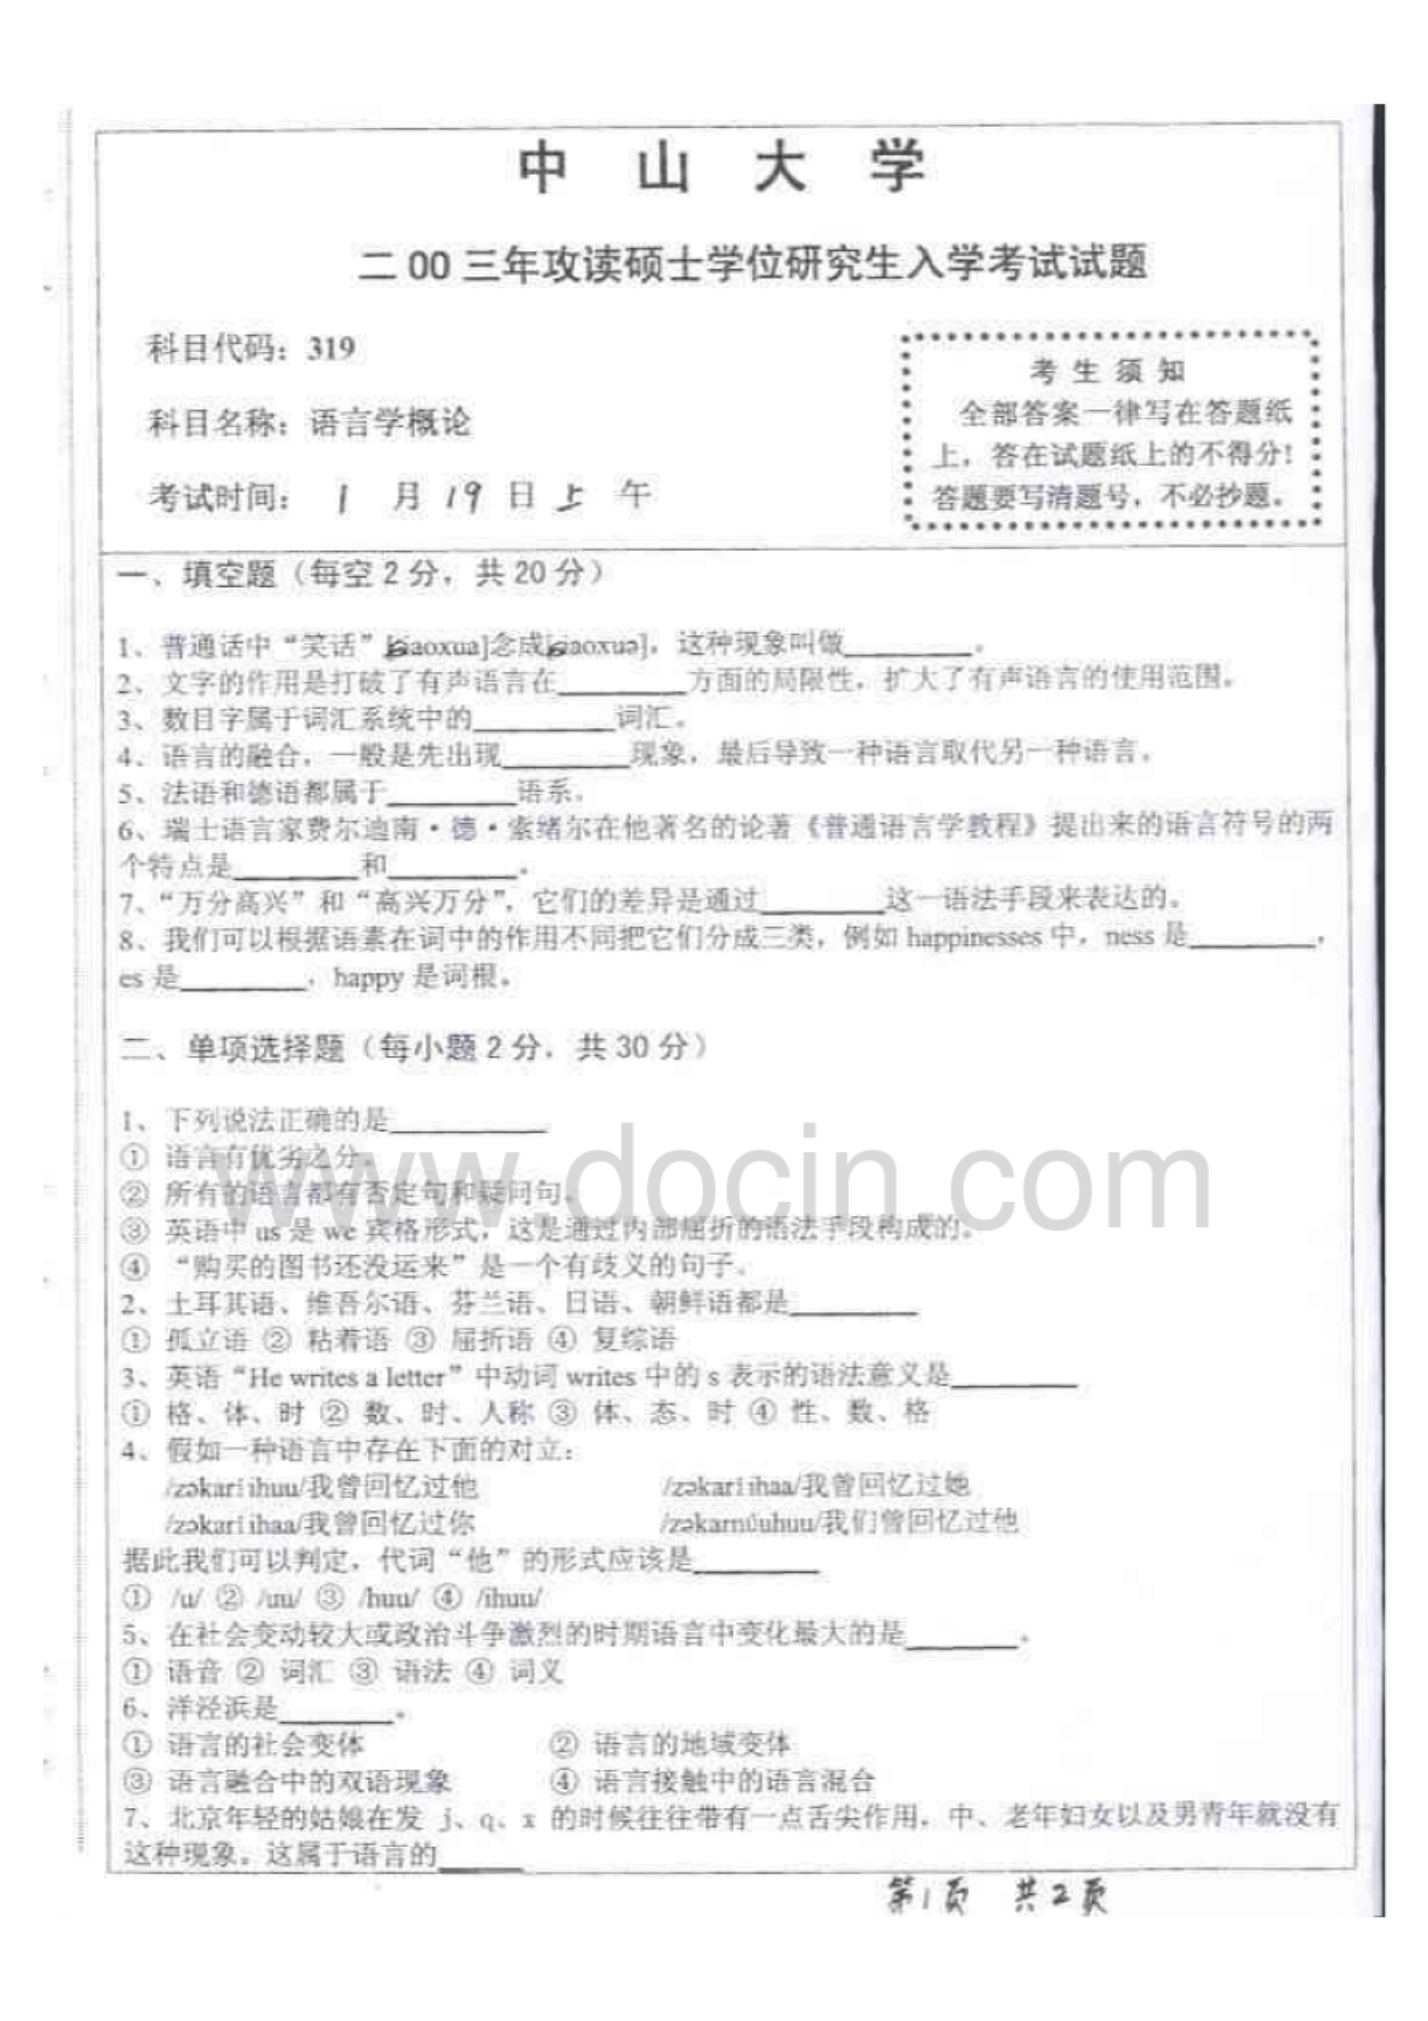 中 山 大 学
二00三年攻读硕士学位研究生入学考试试题
科目代码：319
科目名称：语言学概论
考试时间： 1 月 19 日 上 午
考 生 须 知
全部答案一律写在答题纸
上，答在试题纸上的不得分！
答题要写清题号，不必抄题。
一、填空题（每空2分，共20分）
1、普通话中“笑话”[ɕiaoxua]念成[ɕiaoxuə]，这种现象叫做________。
2、文字的作用是打破了有声语言在________方面的局限性，扩大了有声语言的使用范围。
3、数目字属于词汇系统中的________词汇。
4、语言的融合，一般是先出现________现象，最后导致一种语言取代另一种语言。
5、法语和德语都属于________语系。
6、瑞士语言家费尔迪南·德·索绪尔在他著名的论著《普通语言学教程》提出来的语言符号的两
个特点是________和________。
7、“万分高兴”和“高兴万分”，它们的差异是通过________这一语法手段来表达的。
8、我们可以根据语素在词中的作用不同把它们分成三类，例如 happinesses 中，ness 是________，
es 是________，happy 是词根。
二、单项选择题（每小题2分，共30分）
1、下列说法正确的是________
① 语言有优劣之分。
② 所有的语言都有否定句和疑问句。
③ 英语中 us 是 we 宾格形式，这是通过内部屈折的语法手段构成的。
④ “购买的图书还没运来”是一个有歧义的句子。
www.docin.com
2、土耳其语、维吾尔语、芬兰语、日语、朝鲜语都是________
① 孤立语 ② 粘着语 ③ 屈折语 ④ 复综语
3、英语“He writes a letter”中动词 writes 中的 s 表示的语法意义是________
① 格、体、时 ② 数、时、人称 ③ 体、态、时 ④ 性、数、格
4、假如一种语言中存在下面的对立：
/zəkaríihuu/我曾回忆过他 /zəkaríihaa/我曾回忆过她
/zəkaríihaa/我曾回忆过你 /zəkarnúuhuu/我们曾回忆过他
据此我们可以判定，代词“他”的形式应该是________
① /u/ ② /uu/ ③ /huu/ ④ /ihuu/
5、在社会变动较大或政治斗争激烈的时期语言中变化最大的是________。
① 语音 ② 词汇 ③ 语法 ④ 词义
6、洋泾浜是________。
① 语言的社会变体 ② 语言的地域变体
③ 语言融合中的双语现象 ④ 语言接触中的语言混合
7、北京年轻的姑娘在发 j、q、x 的时候往往带有一点舌尖作用，中、老年妇女以及男青年就没有
这种现象。这属于语言的______
第1页 共2页